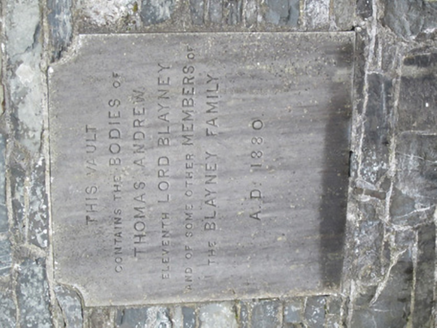 THIS VAULT
CONTAINS THE BODIES OF
THOMAS ANDREW
ELEVENTH LORD BLAYNEY
AND OF SOME OTHER MEMBERS OF
THE BLAYNEY FAMILY
A.D: 1880